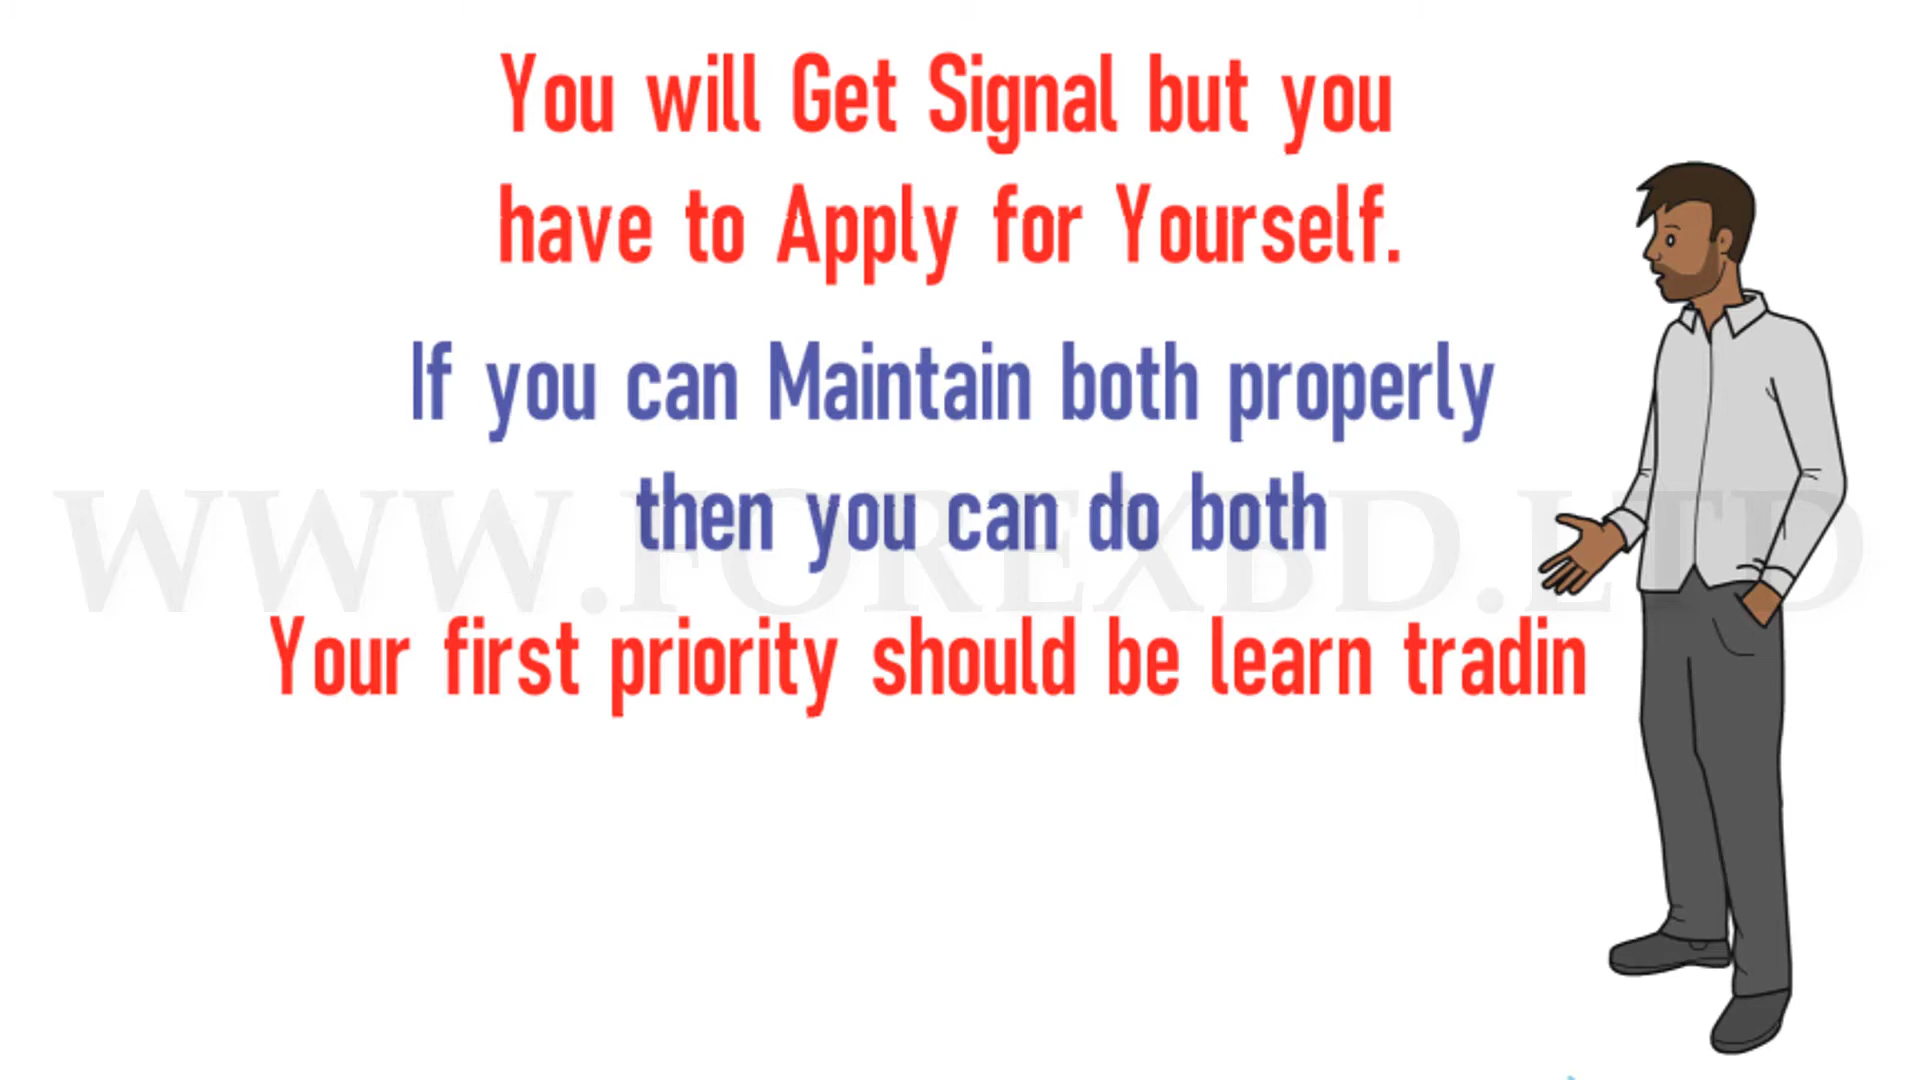 You will Get Signal but you
have to Apply for Yourself.
If you can Maintain both properly
then you can do both
WWW.FOREXBD.LTD
Your first priority should be learn tradin